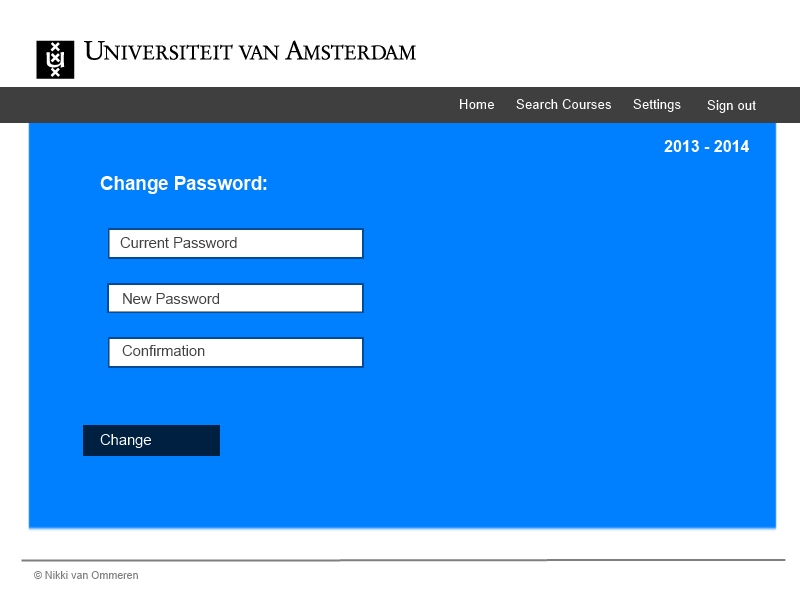 UNIVERSITEIT VAN AMSTERDAM
Home Search Courses Settings Sign out
2013 - 2014
Change Password:
Current Password
New Password
Confirmation
Change
© Nikki van Ommeren